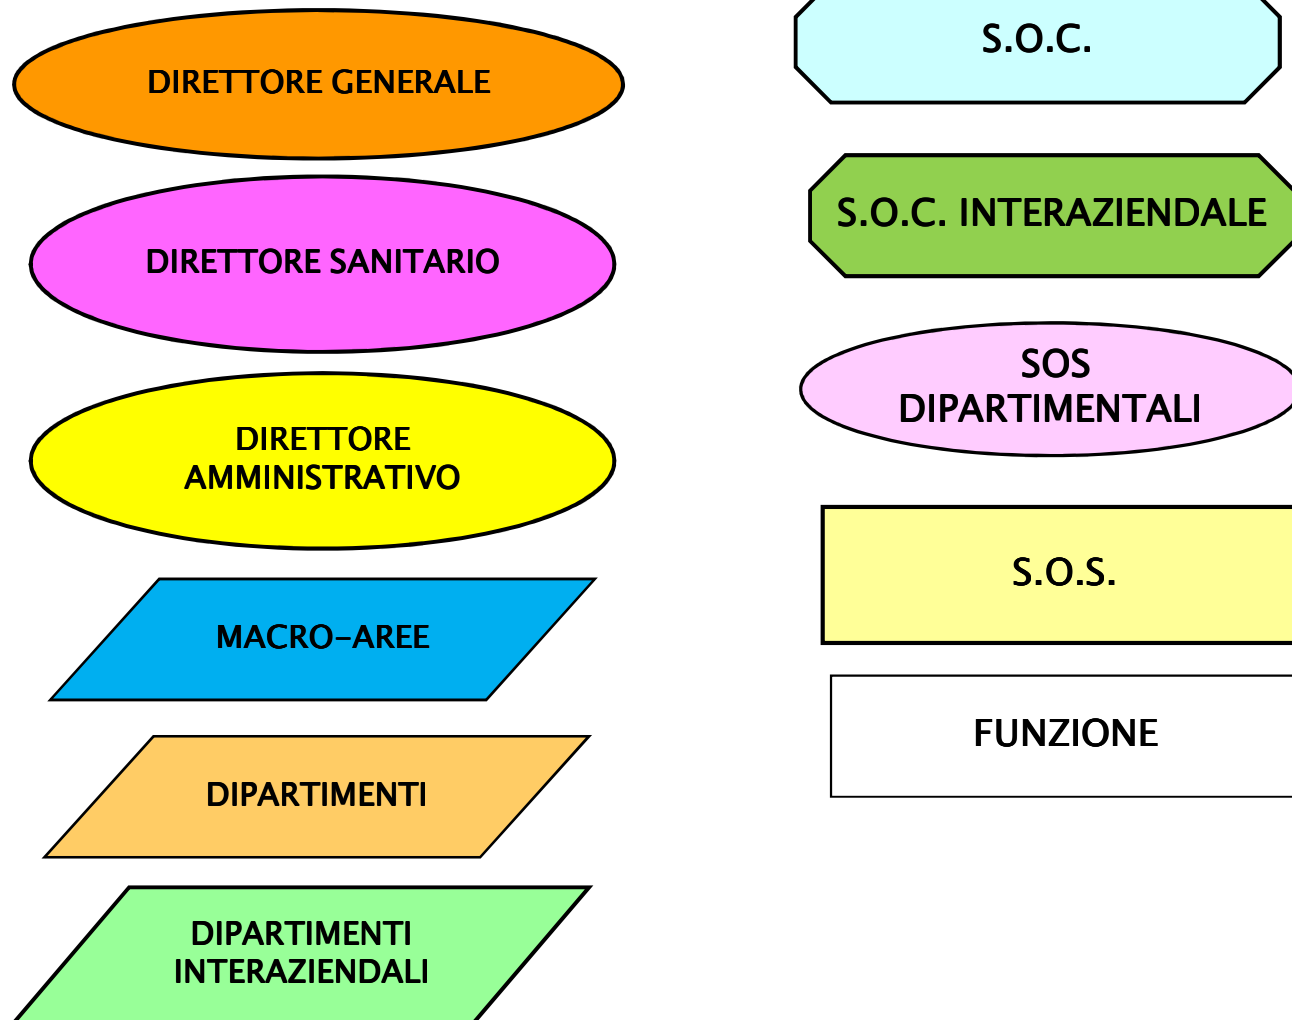 DIRETTORE GENERALE
DIRETTORE SANITARIO
DIRETTORE
AMMINISTRATIVO
MACRO-AREE
DIPARTIMENTI
DIPARTIMENTI
INTERAZIENDALI
S.O.C.
S.O.C. INTERAZIENDALE
SOS
DIPARTIMENTALI
S.O.S.
FUNZIONE